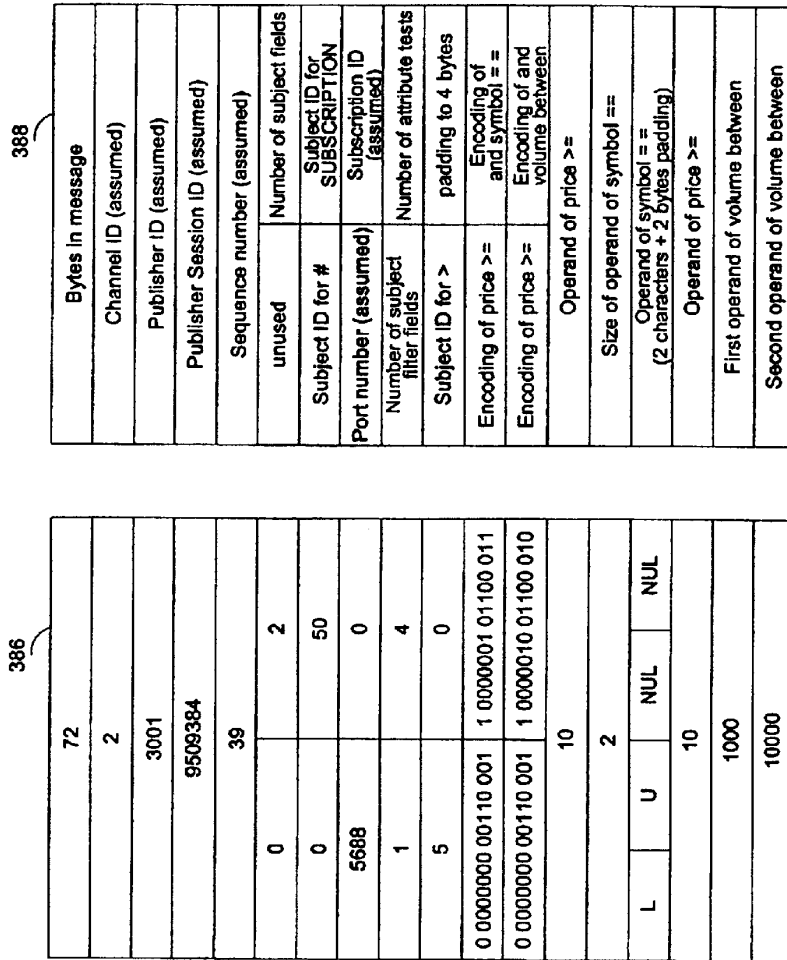 386
72
2
3001
9509384
39
0 2
0 50
5688 0
1 4
5 0
0 0000000 00110 001 1 0000001 01100 011
0 0000000 00110 001 1 0000010 01100 010
10
2
L U NUL NUL
10
1000
10000
388
Bytes in message
Channel ID (assumed)
Publisher ID (assumed)
Publisher Session ID (assumed)
Sequence number (assumed)
unused
Number of subject fields
Subject ID for #
Subject ID for
SUBSCRIPTION
Port number (assumed)
Subscription ID
(assumed)
Number of subject
filter fields
Number of attribute tests
Subject ID for >
padding to 4 bytes
Encoding of price >=
Encoding of
and symbol = =
Encoding of price >=
Encoding of and
volume between
Operand of price >=
Size of operand of symbol ==
Operand of symbol = =
(2 characters + 2 bytes padding)
Operand of price >=
First operand of volume between
Second operand of volume between